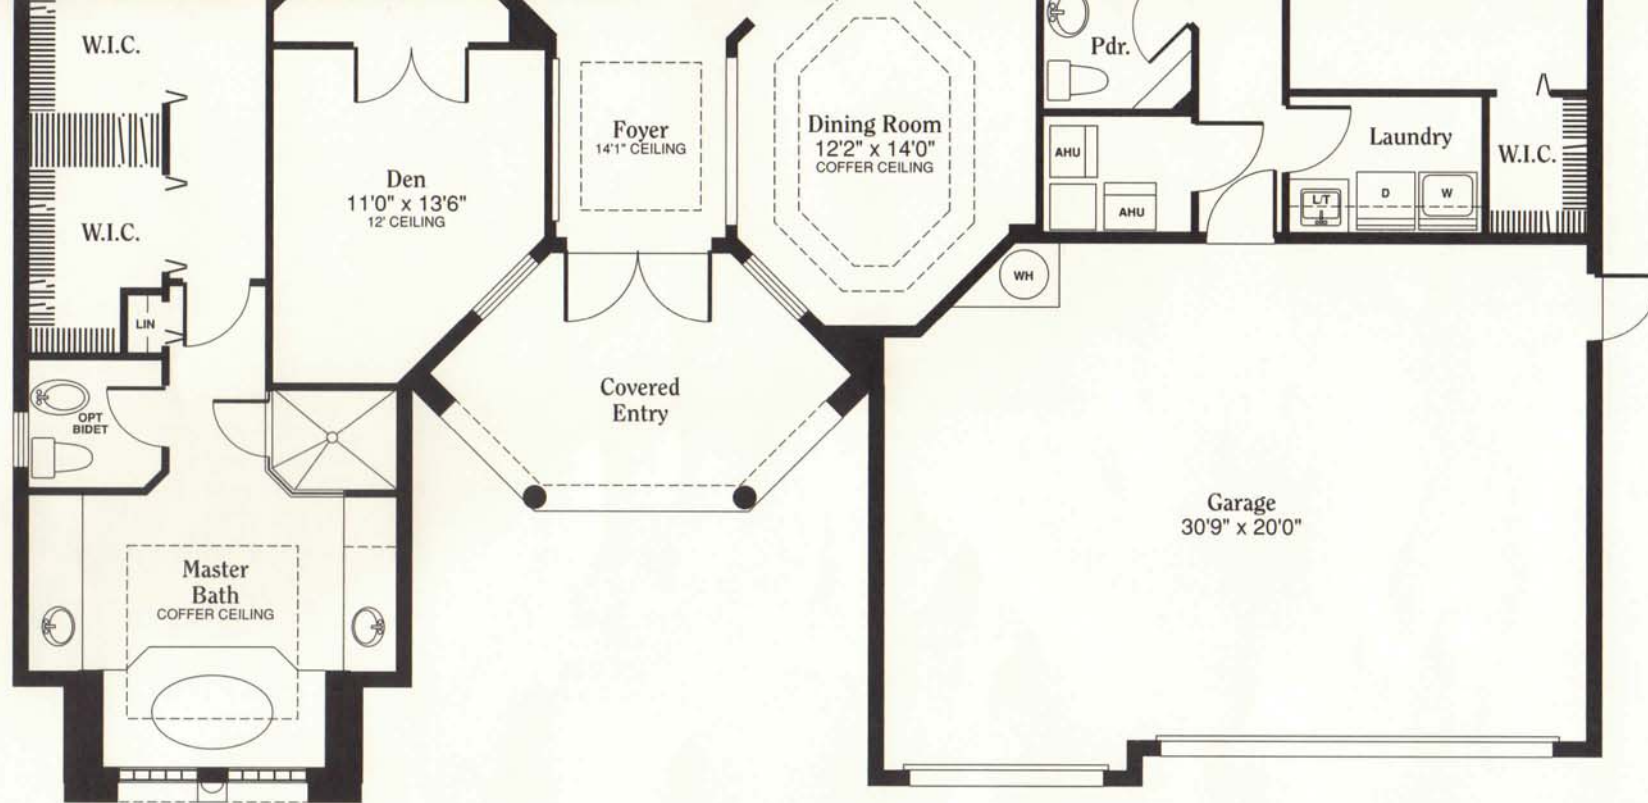 W.I.C.
Pdr.
Foyer
14'1" CEILING
Dining Room
12'2" x 14'0"
COFFER CEILING
Laundry
W.I.C.
AHU
AHU
L/T
D
W
Den
11'0" x 13'6"
12' CEILING
W.I.C.
WH
LIN
Covered
Entry
OPT
BIDET
Garage
30'9" x 20'0"
Master
Bath
COFFER CEILING